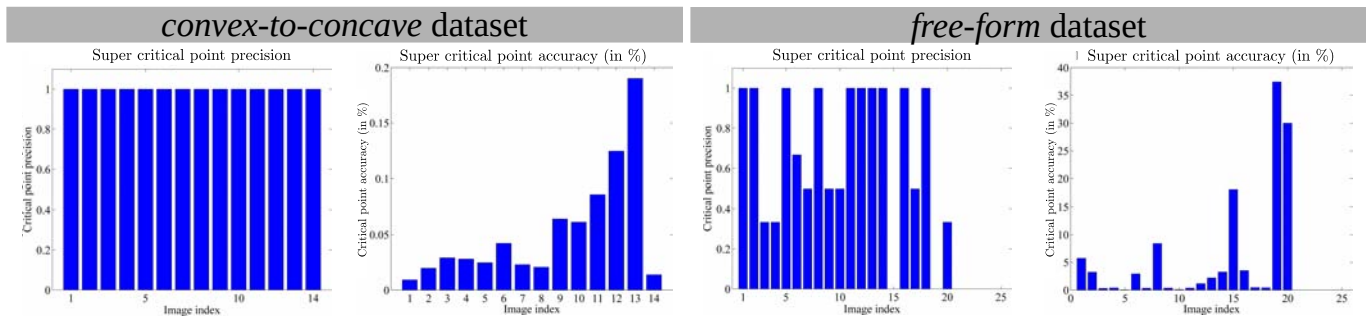 convex-to-concave dataset
free-form dataset
Super critical point precision
1
0.8
0.6
0.4
0.2
0
Critical point precision
1
5
10
14
Image index
Super critical point accuracy (in %)
0.2
0.15
0.1
0.05
0
Critical point accuracy (in %)
1 2 3 4 5 6 7 8 9 10 11 12 13 14
Image index
Super critical point precision
1
0.8
0.6
0.4
0.2
0
Critical point precision
1
5
10
15
20
25
Image index
Super critical point accuracy (in %)
40
35
30
25
20
15
10
5
0
Critical point accuracy (in %)
0
5
10
15
20
25
Image index